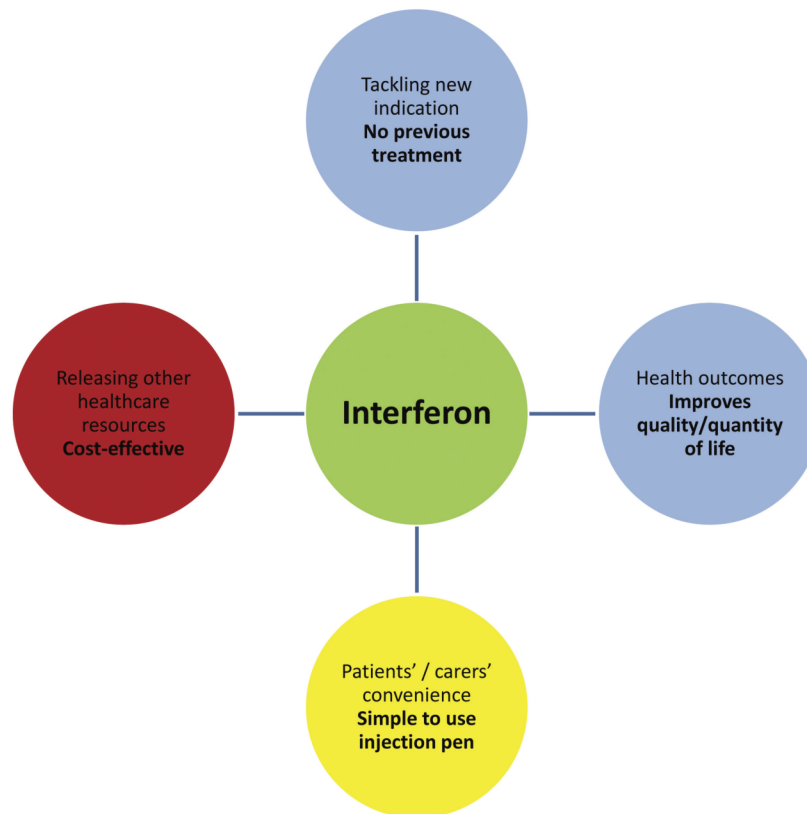 Tackling new
indication
No previous
treatment
Releasing other
healthcare
resources
Cost-effective
Interferon
Health outcomes
Improves
quality/quantity
of life
Patients’ / carers’
convenience
Simple to use
injection pen